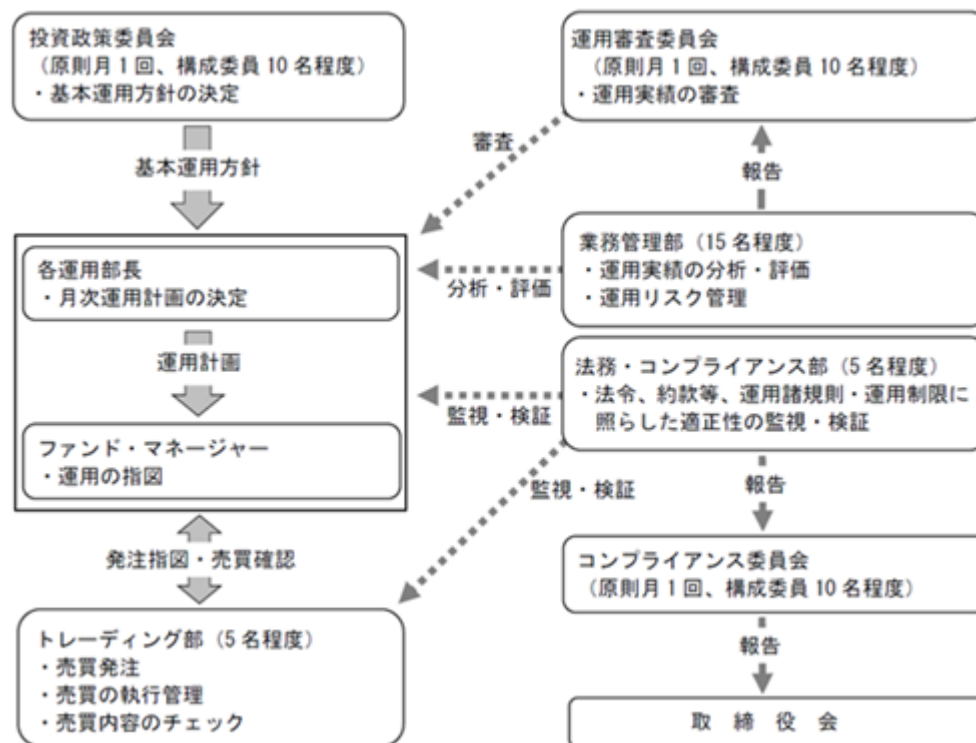 投資政策委員会
(原則月1回、構成委員10名程度)
・基本運用方針の決定
基本運用方針
各運用部長
・月次運用計画の決定
運用計画
ファンド・マネージャー
・運用の指図
発注指図・売買確認
トレーディング部(5名程度)
・売買発注
・売買の執行管理
・売買内容のチェック
運用審査委員会
(原則月1回、構成委員10名程度)
・運用実績の審査
審査
報告
業務管理部(15名程度)
・運用実績の分析・評価
・運用リスク管理
分析・評価
法務・コンプライアンス部(5名程度)
・法令、約款等、運用諸規則・運用制限に
照らした適正性の監視・検証
監視・検証
監視・検証
報告
コンプライアンス委員会
(原則月1回、構成委員10名程度)
報告
取 締 役 会